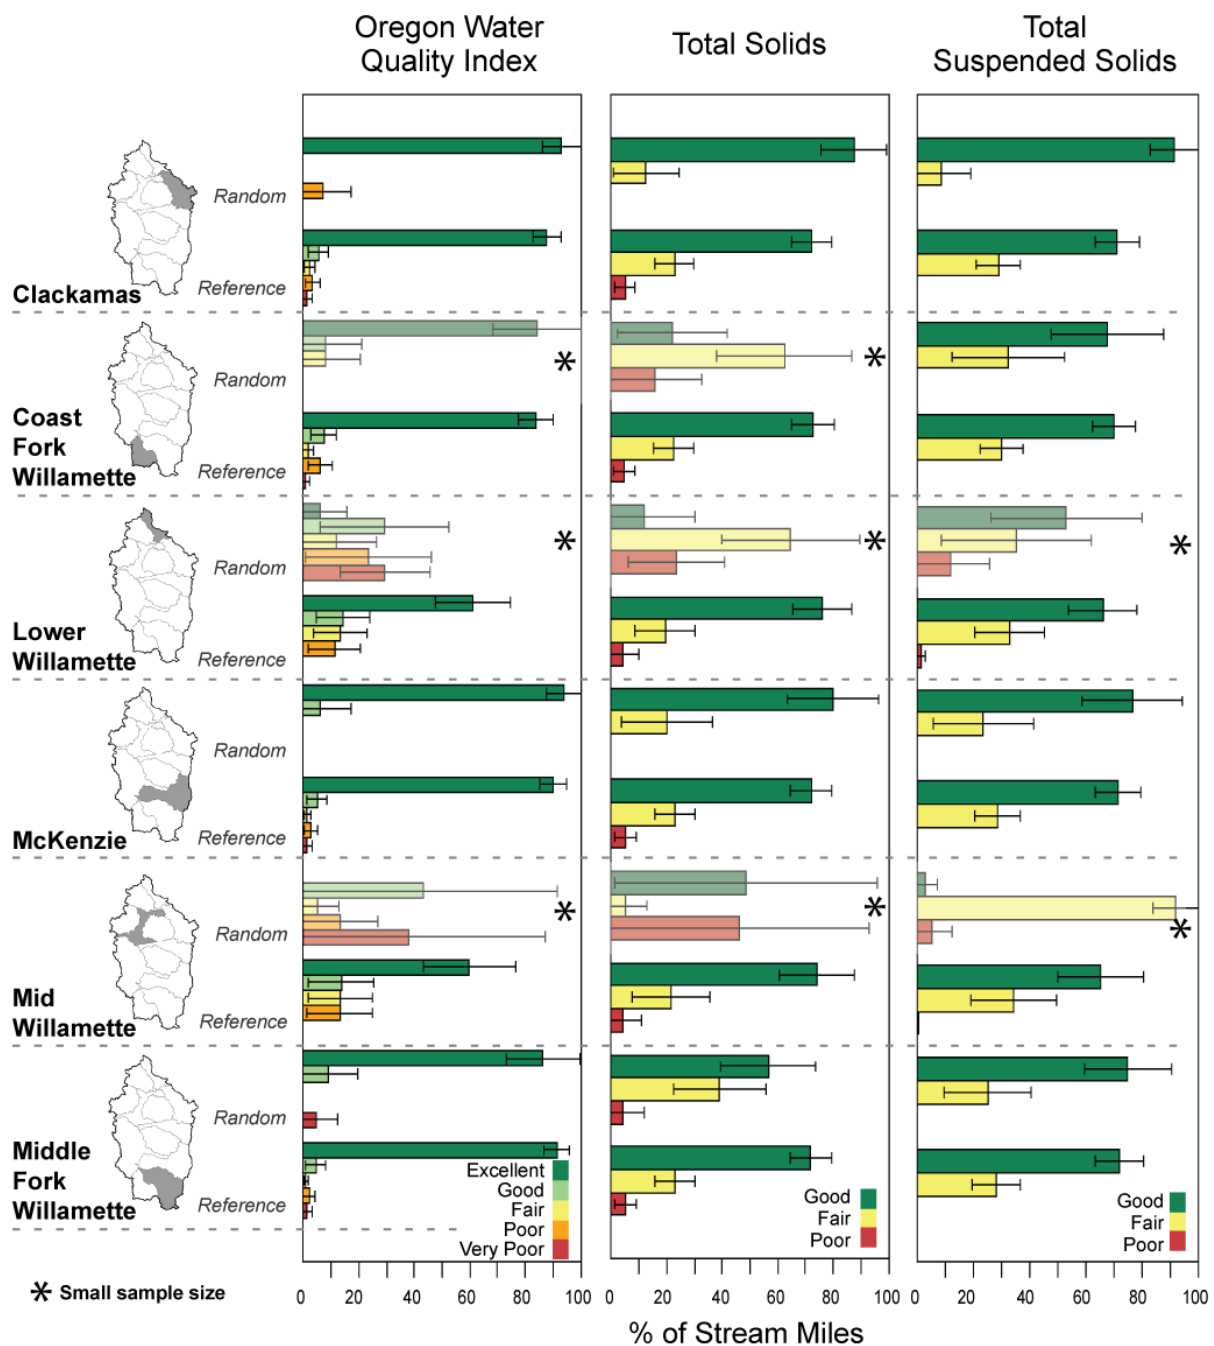 Oregon Water
Quality Index
Total Solids
Total
Suspended Solids
Random
Reference
Clackamas
Random
Coast
Fork
Willamette
Reference
Random
Lower
Willamette
Reference
Random
McKenzie
Reference
Random
Mid
Willamette
Reference
Random
Middle
Fork
Willamette
Reference
Excellent
Good
Fair
Poor
Very Poor
Good
Fair
Poor
Good
Fair
Poor
* Small sample size
0 20 40 60 80 100
0 20 40 60 80 100
0 20 40 60 80 100
% of Stream Miles